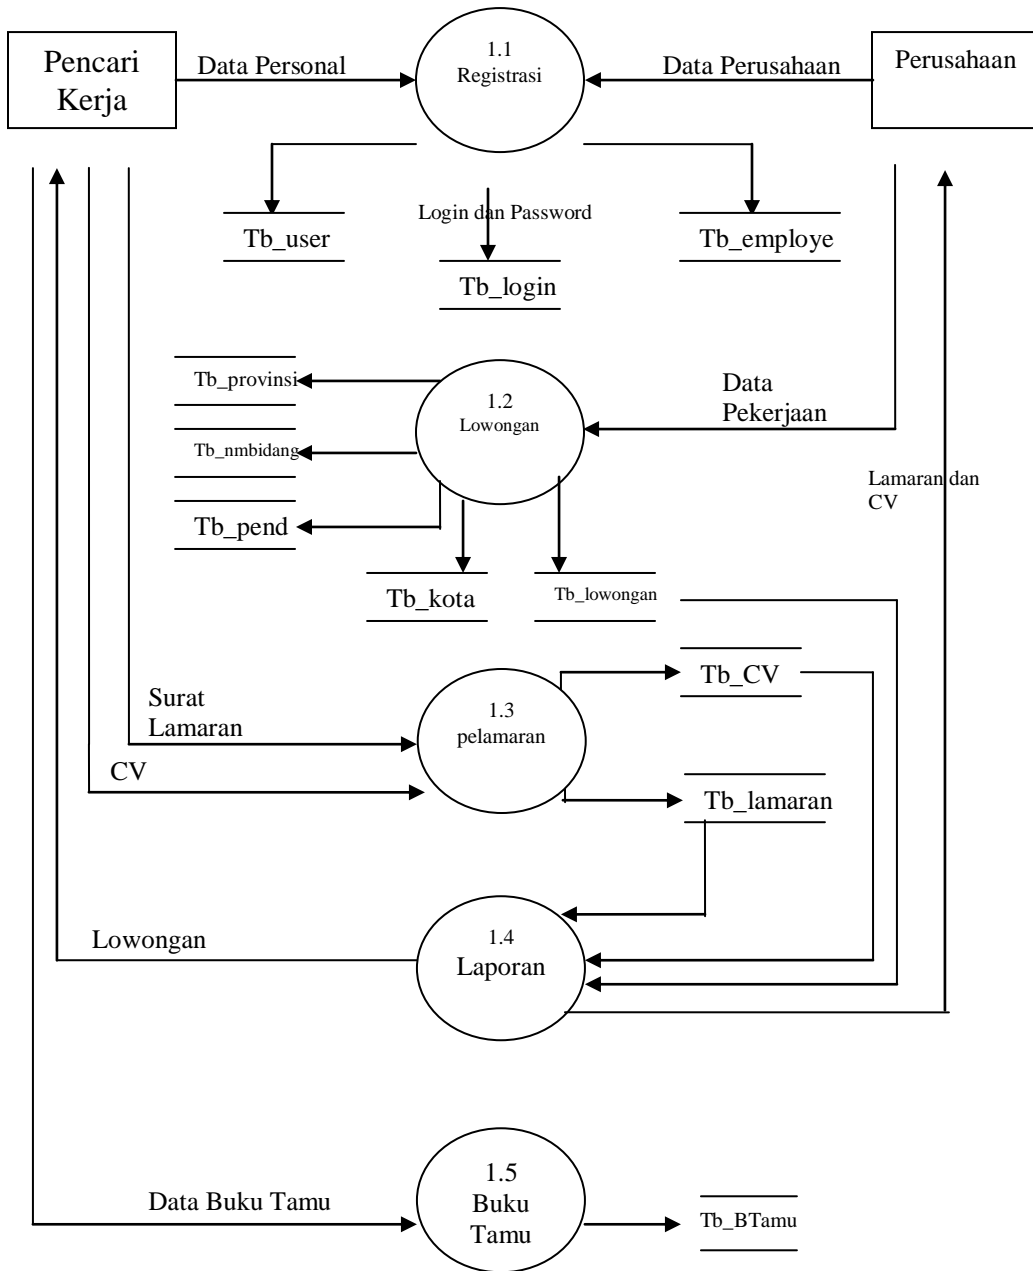 Pencari
Kerja
Data Personal
1.1
Registrasi
Data Perusahaan
Perusahaan
Tb_user
Login dan Password
Tb_employe
Tb_login
Tb_provinsi
1.2
Lowongan
Data
Pekerjaan
Tb_nmbidang
Tb_pend
Lamaran dan
CV
Tb_kota
Tb_lowongan
Surat
Lamaran
1.3
pelamaran
Tb_CV
CV
Tb_lamaran
Lowongan
1.4
Laporan
Data Buku Tamu
1.5
Buku
Tamu
Tb_BTamu